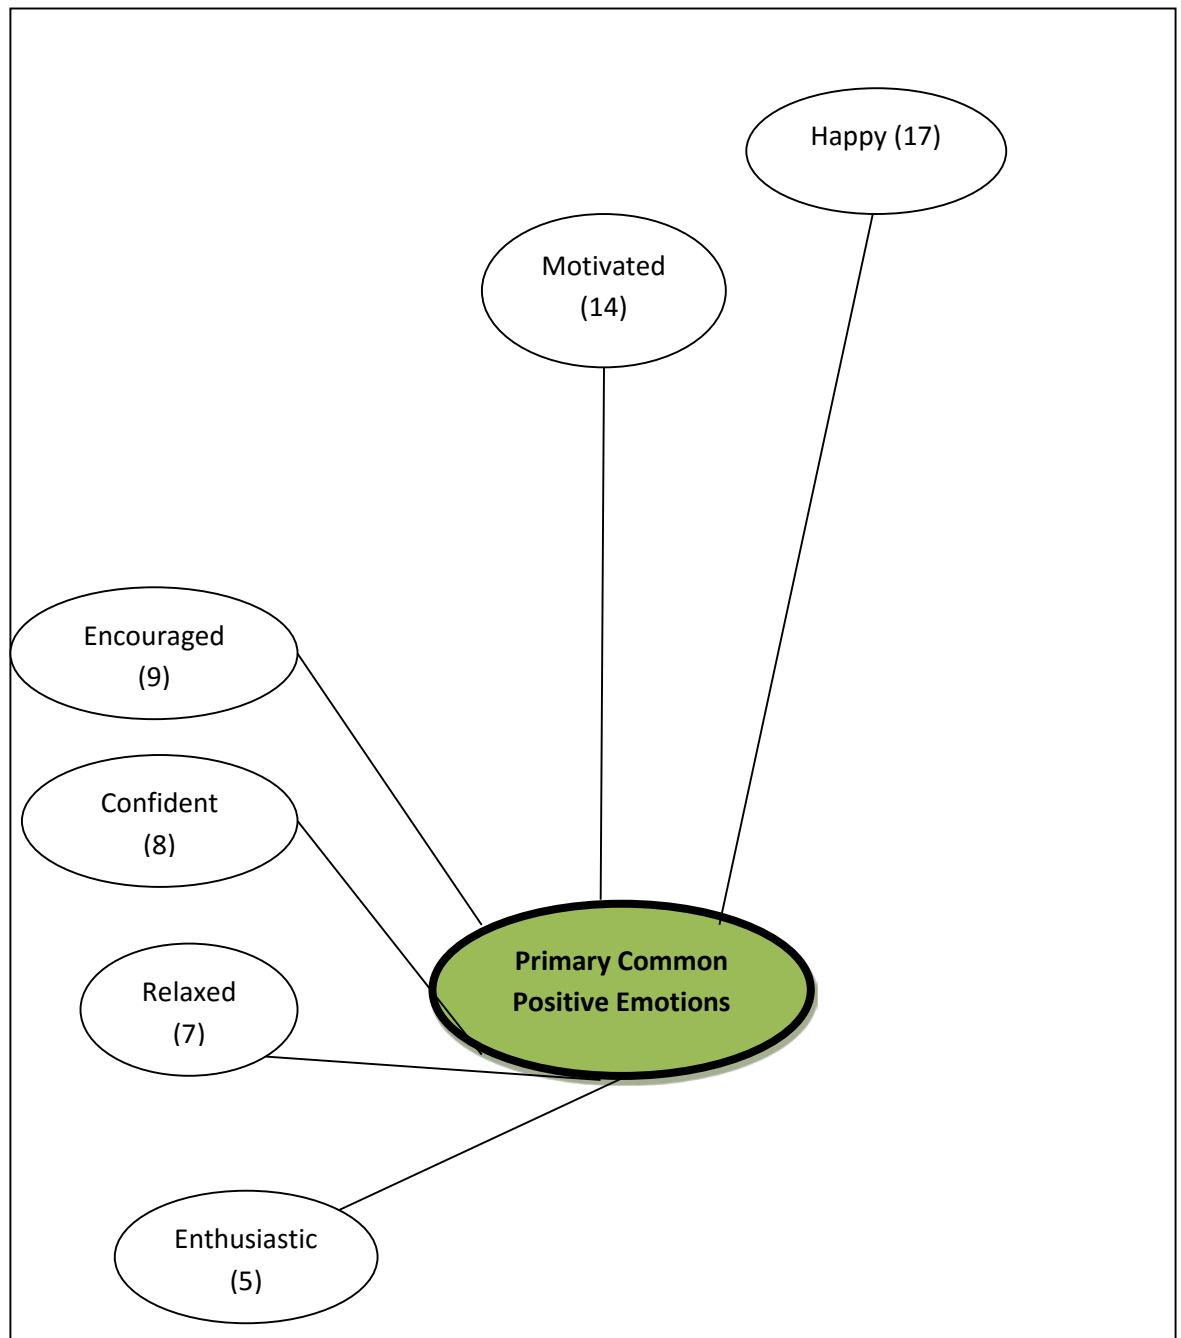 Happy (17)
Motivated
(14)
Encouraged
(9)
Confident
(8)
Primary Common
Positive Emotions
Relaxed
(7)
Enthusiastic
(5)